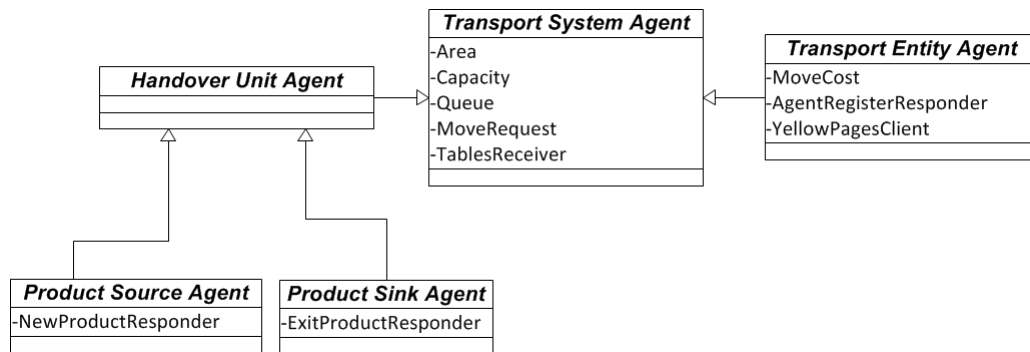 Transport System Agent
-Area
-Capacity
-Queue
-MoveRequest
-TablesReceiver
Transport Entity Agent
-MoveCost
-AgentRegisterResponder
-YellowPagesClient
Handover Unit Agent
Product Source Agent
-NewProductResponder
Product Sink Agent
-ExitProductResponder